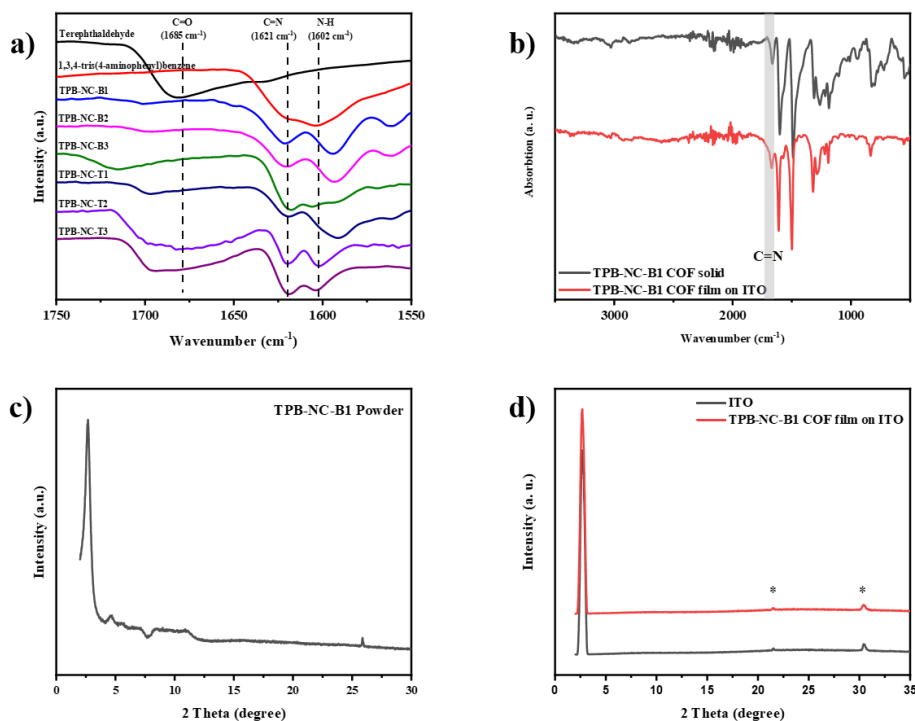 a)
C=O
(1685 cm⁻¹)
C=N
(1621 cm⁻¹)
N-H
(1602 cm⁻¹)
Terephthaldehyde
1,3,4-tris(4-aminophenyl)benzene
TPB-NC-B1
TPB-NC-B2
TPB-NC-B3
TPB-NC-T1
TPB-NC-T2
TPB-NC-T3
Intensity (a. u.)
1750 1700 1650 1600 1550
Wavenumber (cm⁻¹)
b)
C=N
TPB-NC-B1 COF solid
TPB-NC-B1 COF film on ITO
Absorbtion (a. u.)
3000 2000 1000
Wavenumber (cm⁻¹)
c)
TPB-NC-B1 Powder
Intensity (a.u.)
0 5 10 15 20 25 30
2 Theta (degree)
d)
ITO
TPB-NC-B1 COF film on ITO
* *
Intensity (a. u.)
0 5 10 15 20 25 30 35
2 Theta (degree)